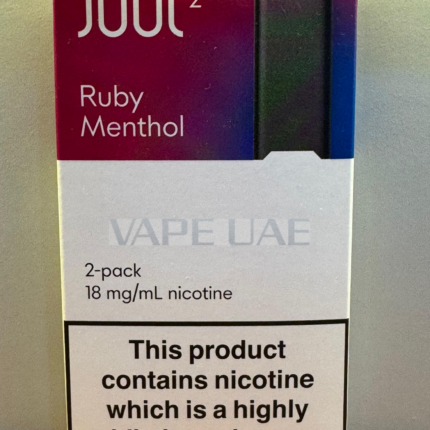 JUUL2
Ruby
Menthol
VAPE UAE
2-pack
18 mg/mL nicotine
This product
contains nicotine
which is a highly